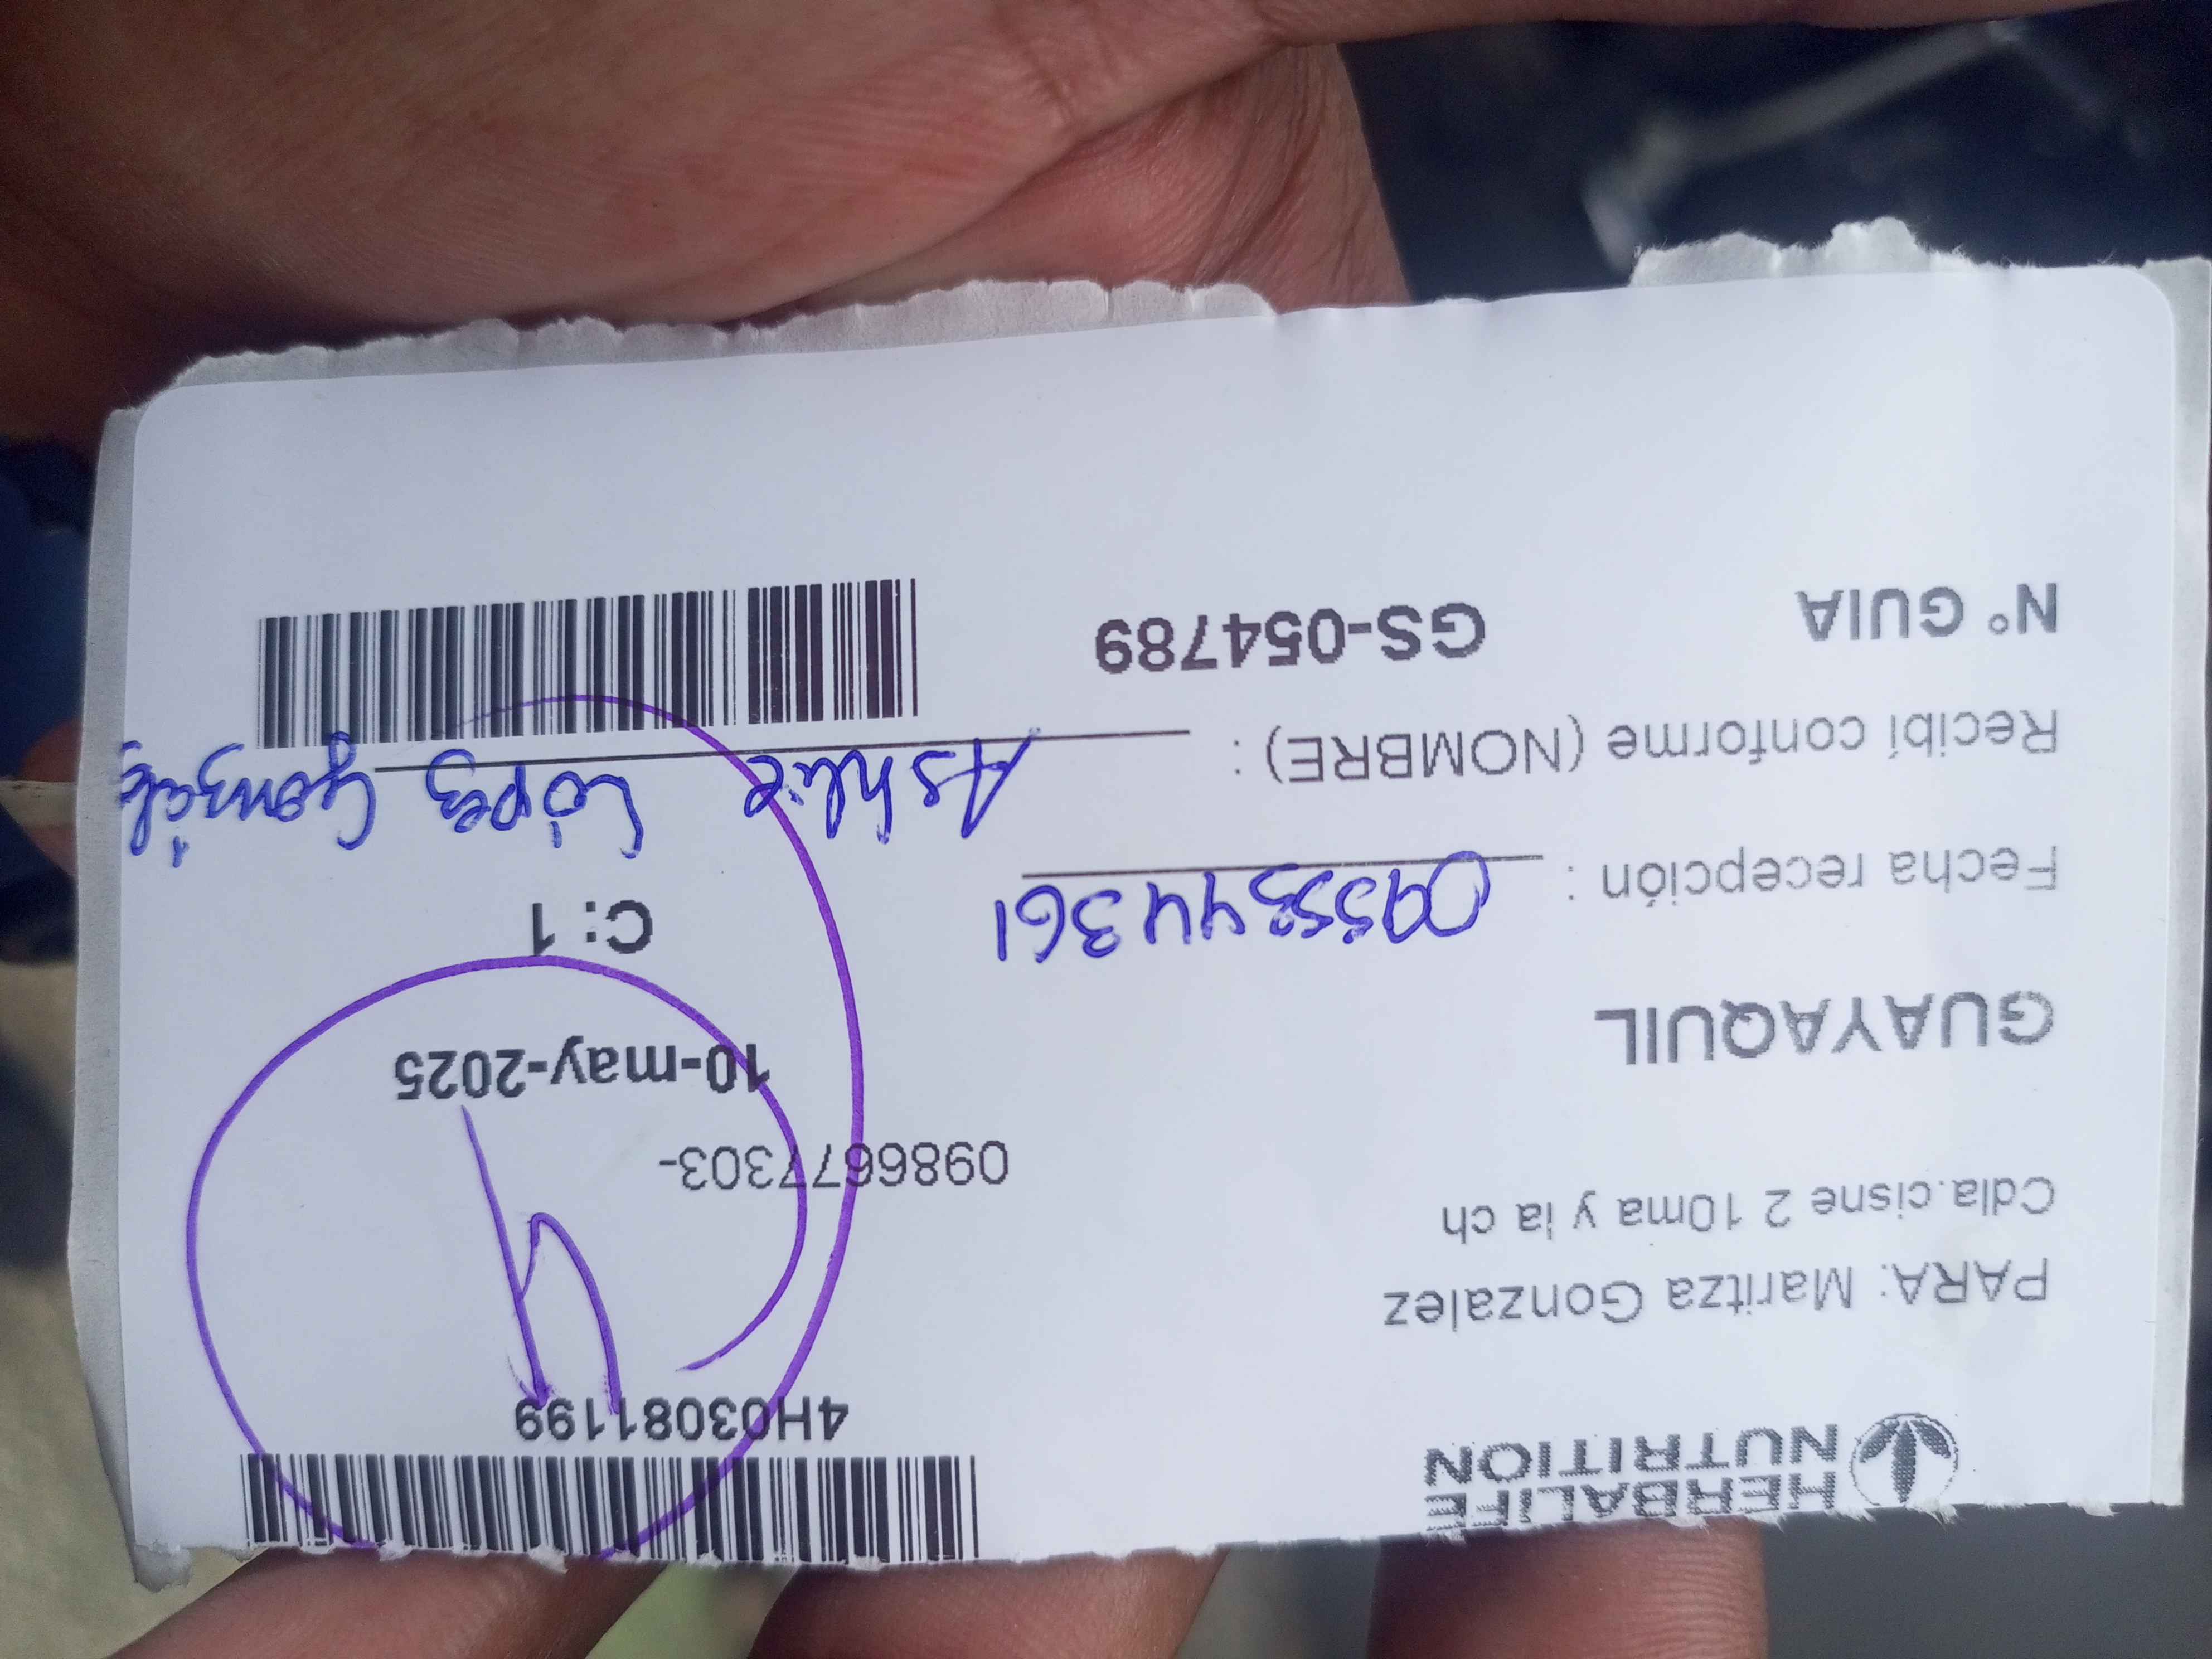 HERBALIFE
NUTRITION
4H03081199
PARA: Maritza Gonzalez
Cdla.cisne 2 10ma y la ch
0986677303-
GUAYAQUIL
10-may-2025
C: 1
Fecha recepción :
Recibí conforme (NOMBRE) : Ashlie López González
N° GUIA GS-054789